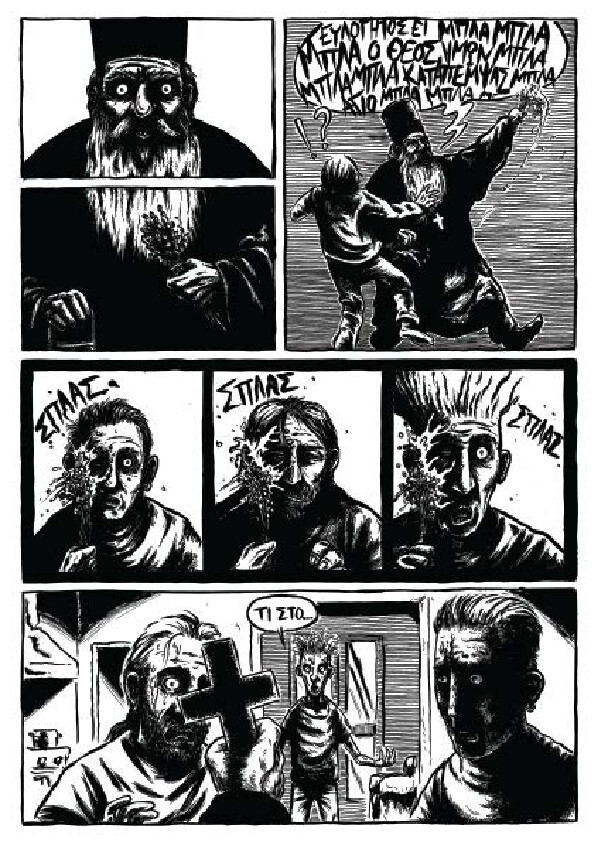 ΕΥΛΟΓΗΤΟΣ ΕΙ ΜΠΛΑ ΜΠΛΑ
ΜΠΛΑ Ο ΘΕΟΣ ΗΜΩΝ ΜΠΛΑ
ΜΠΛΑ ΜΠΛΑ ΚΑΤΑΠΕΜΨΑΣ ΜΠΛΑ
ΑΓΙΟ ΜΠΛΑ ΜΠΛΑ
!?
ΣΠΛΑΣ
ΣΠΛΑΣ
ΣΠΛΑΣ
ΤΙ ΣΤΟ...